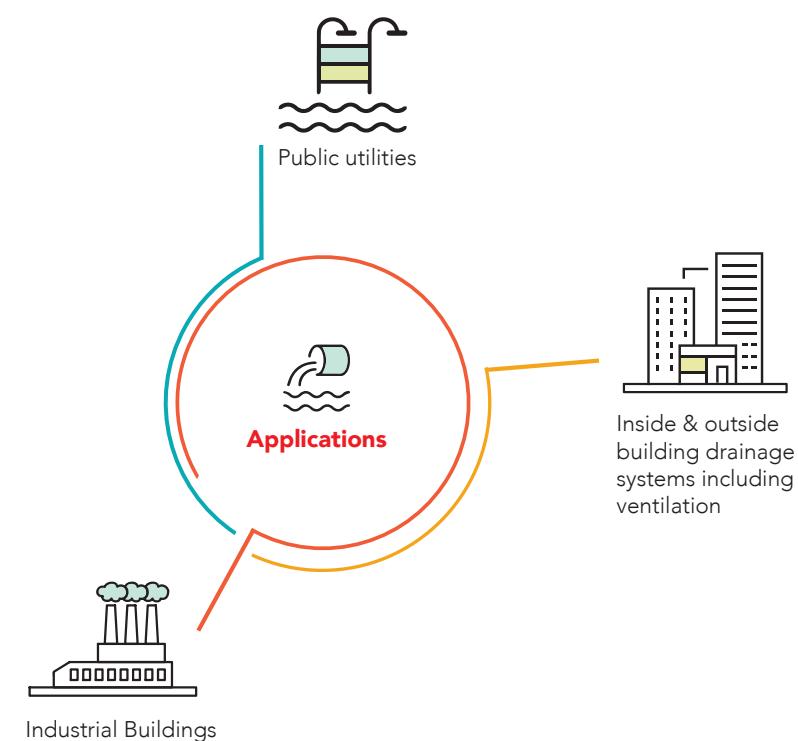 Public utilities
Applications
Inside & outside
building drainage
systems including
ventilation
Industrial Buildings